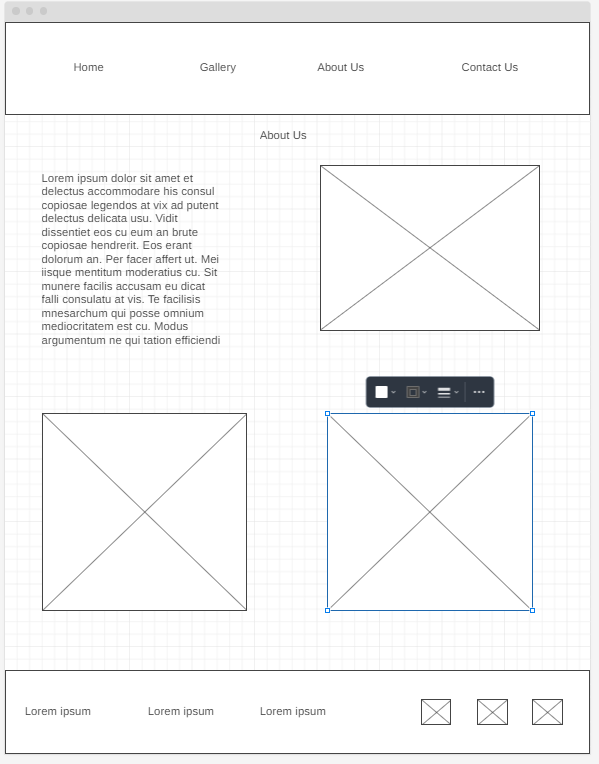 Home Gallery About Us Contact Us
About Us
Lorem ipsum dolor sit amet et
delectus accommodare his consul
copiosae legendos at vix ad putent
delectus delicata usu. Vidit
dissentiet eos cu eum an brute
copiosae hendrerit. Eos erant
dolorum an. Per facer affert ut. Mei
iisque mentitum moderatius cu. Sit
munere facilis accusam eu dicat
falli consulatu at vis. Te facilisis
mnesarchum qui posse omnium
mediocritatem est cu. Modus
argumentum ne qui tation efficiendi
Lorem ipsum Lorem ipsum Lorem ipsum